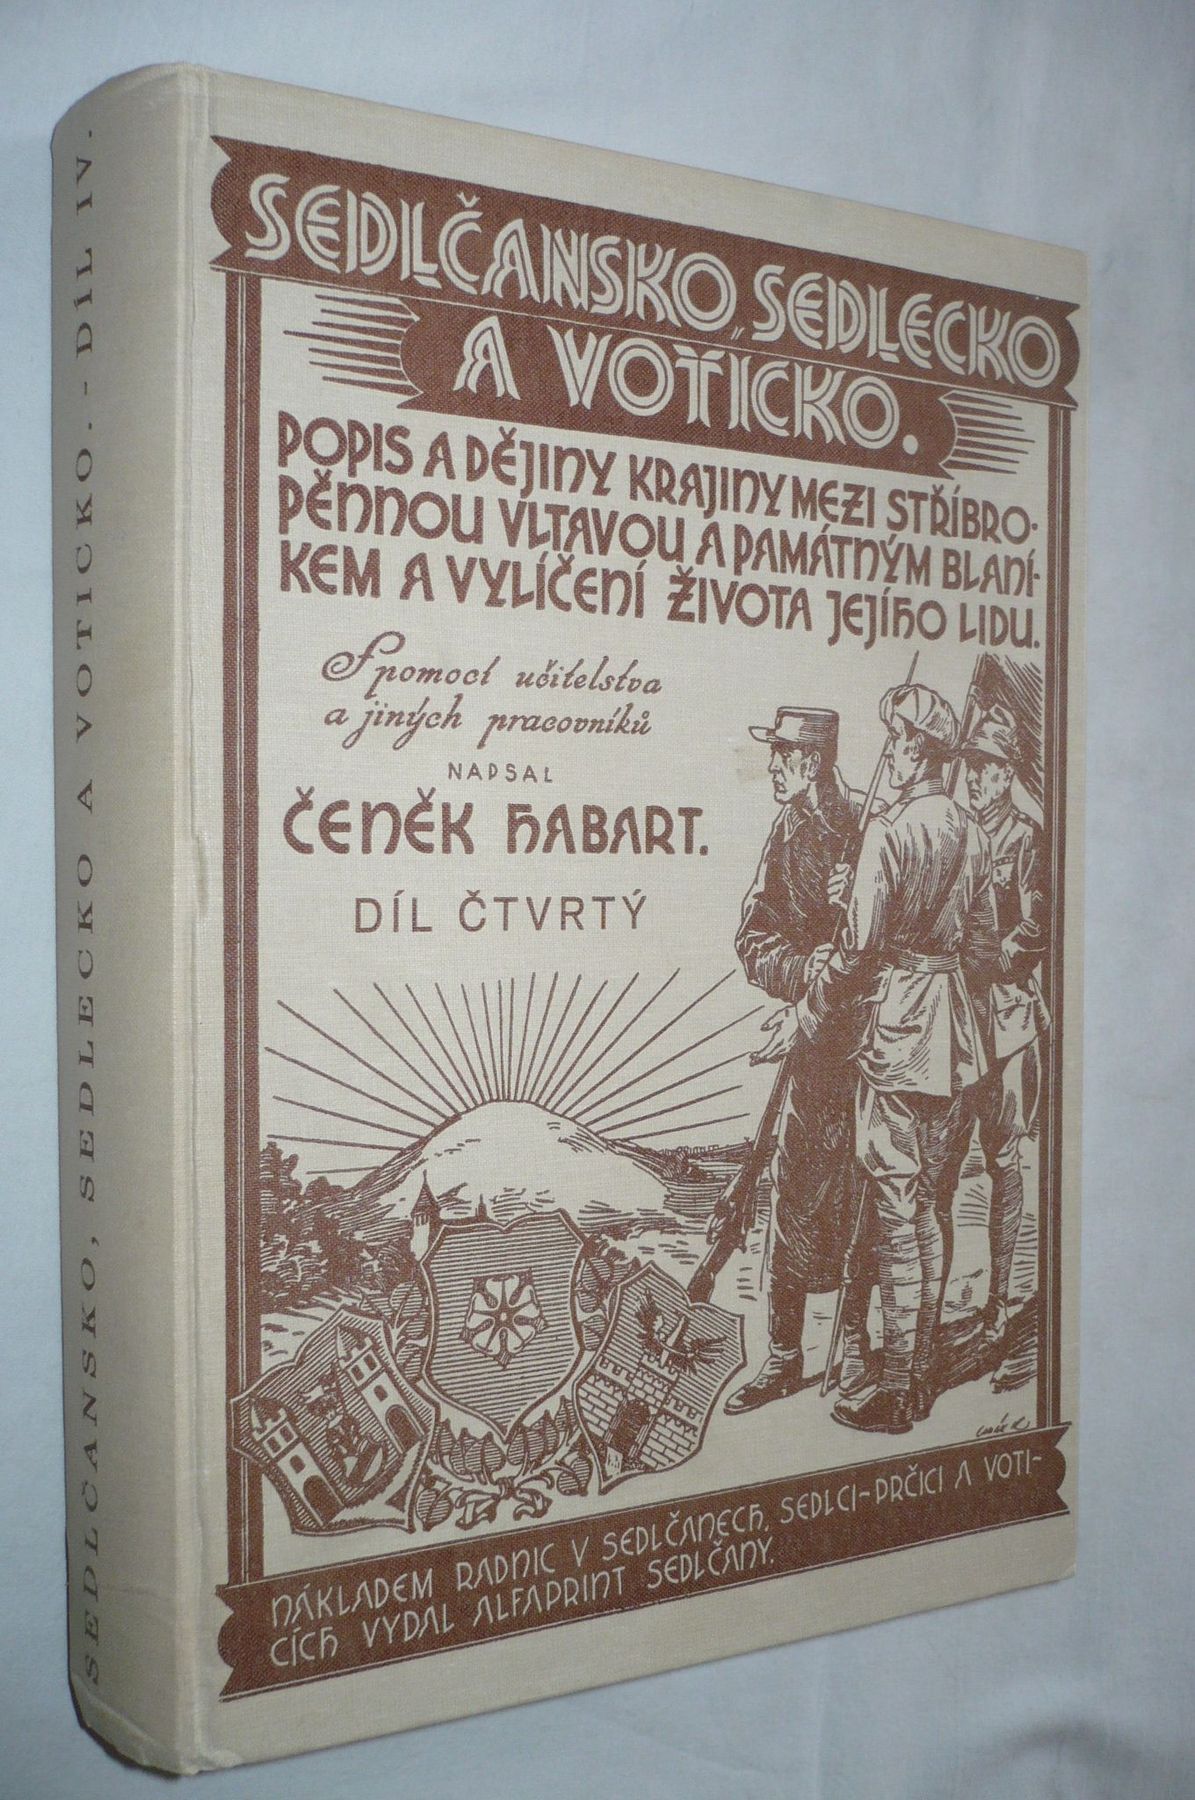 SEDLČANSKO, SEDLECKO A VOTICKO. - DÍL IV.
SEDLČANSKO, SEDLECKO
A VOTICKO.
POPIS A DĚJINY KRAJINY MEZI STŘÍBRO-
PĚNNOU VLTAVOU A PAMÁTNÝM BLANÍ-
KEM A VYLÍČENÍ ŽIVOTA JEJÍHO LIDU.
S pomocí učitelstva
a jiných pracovníků
NAPSAL
ČENĚK HABART.
DÍL ČTVRTÝ
NÁKLADEM RADNIC V SEDLČANECH, SEDLCI-PRČICI A VOTI-
CÍCH VYDAL ALFAPRINT SEDLČANY.